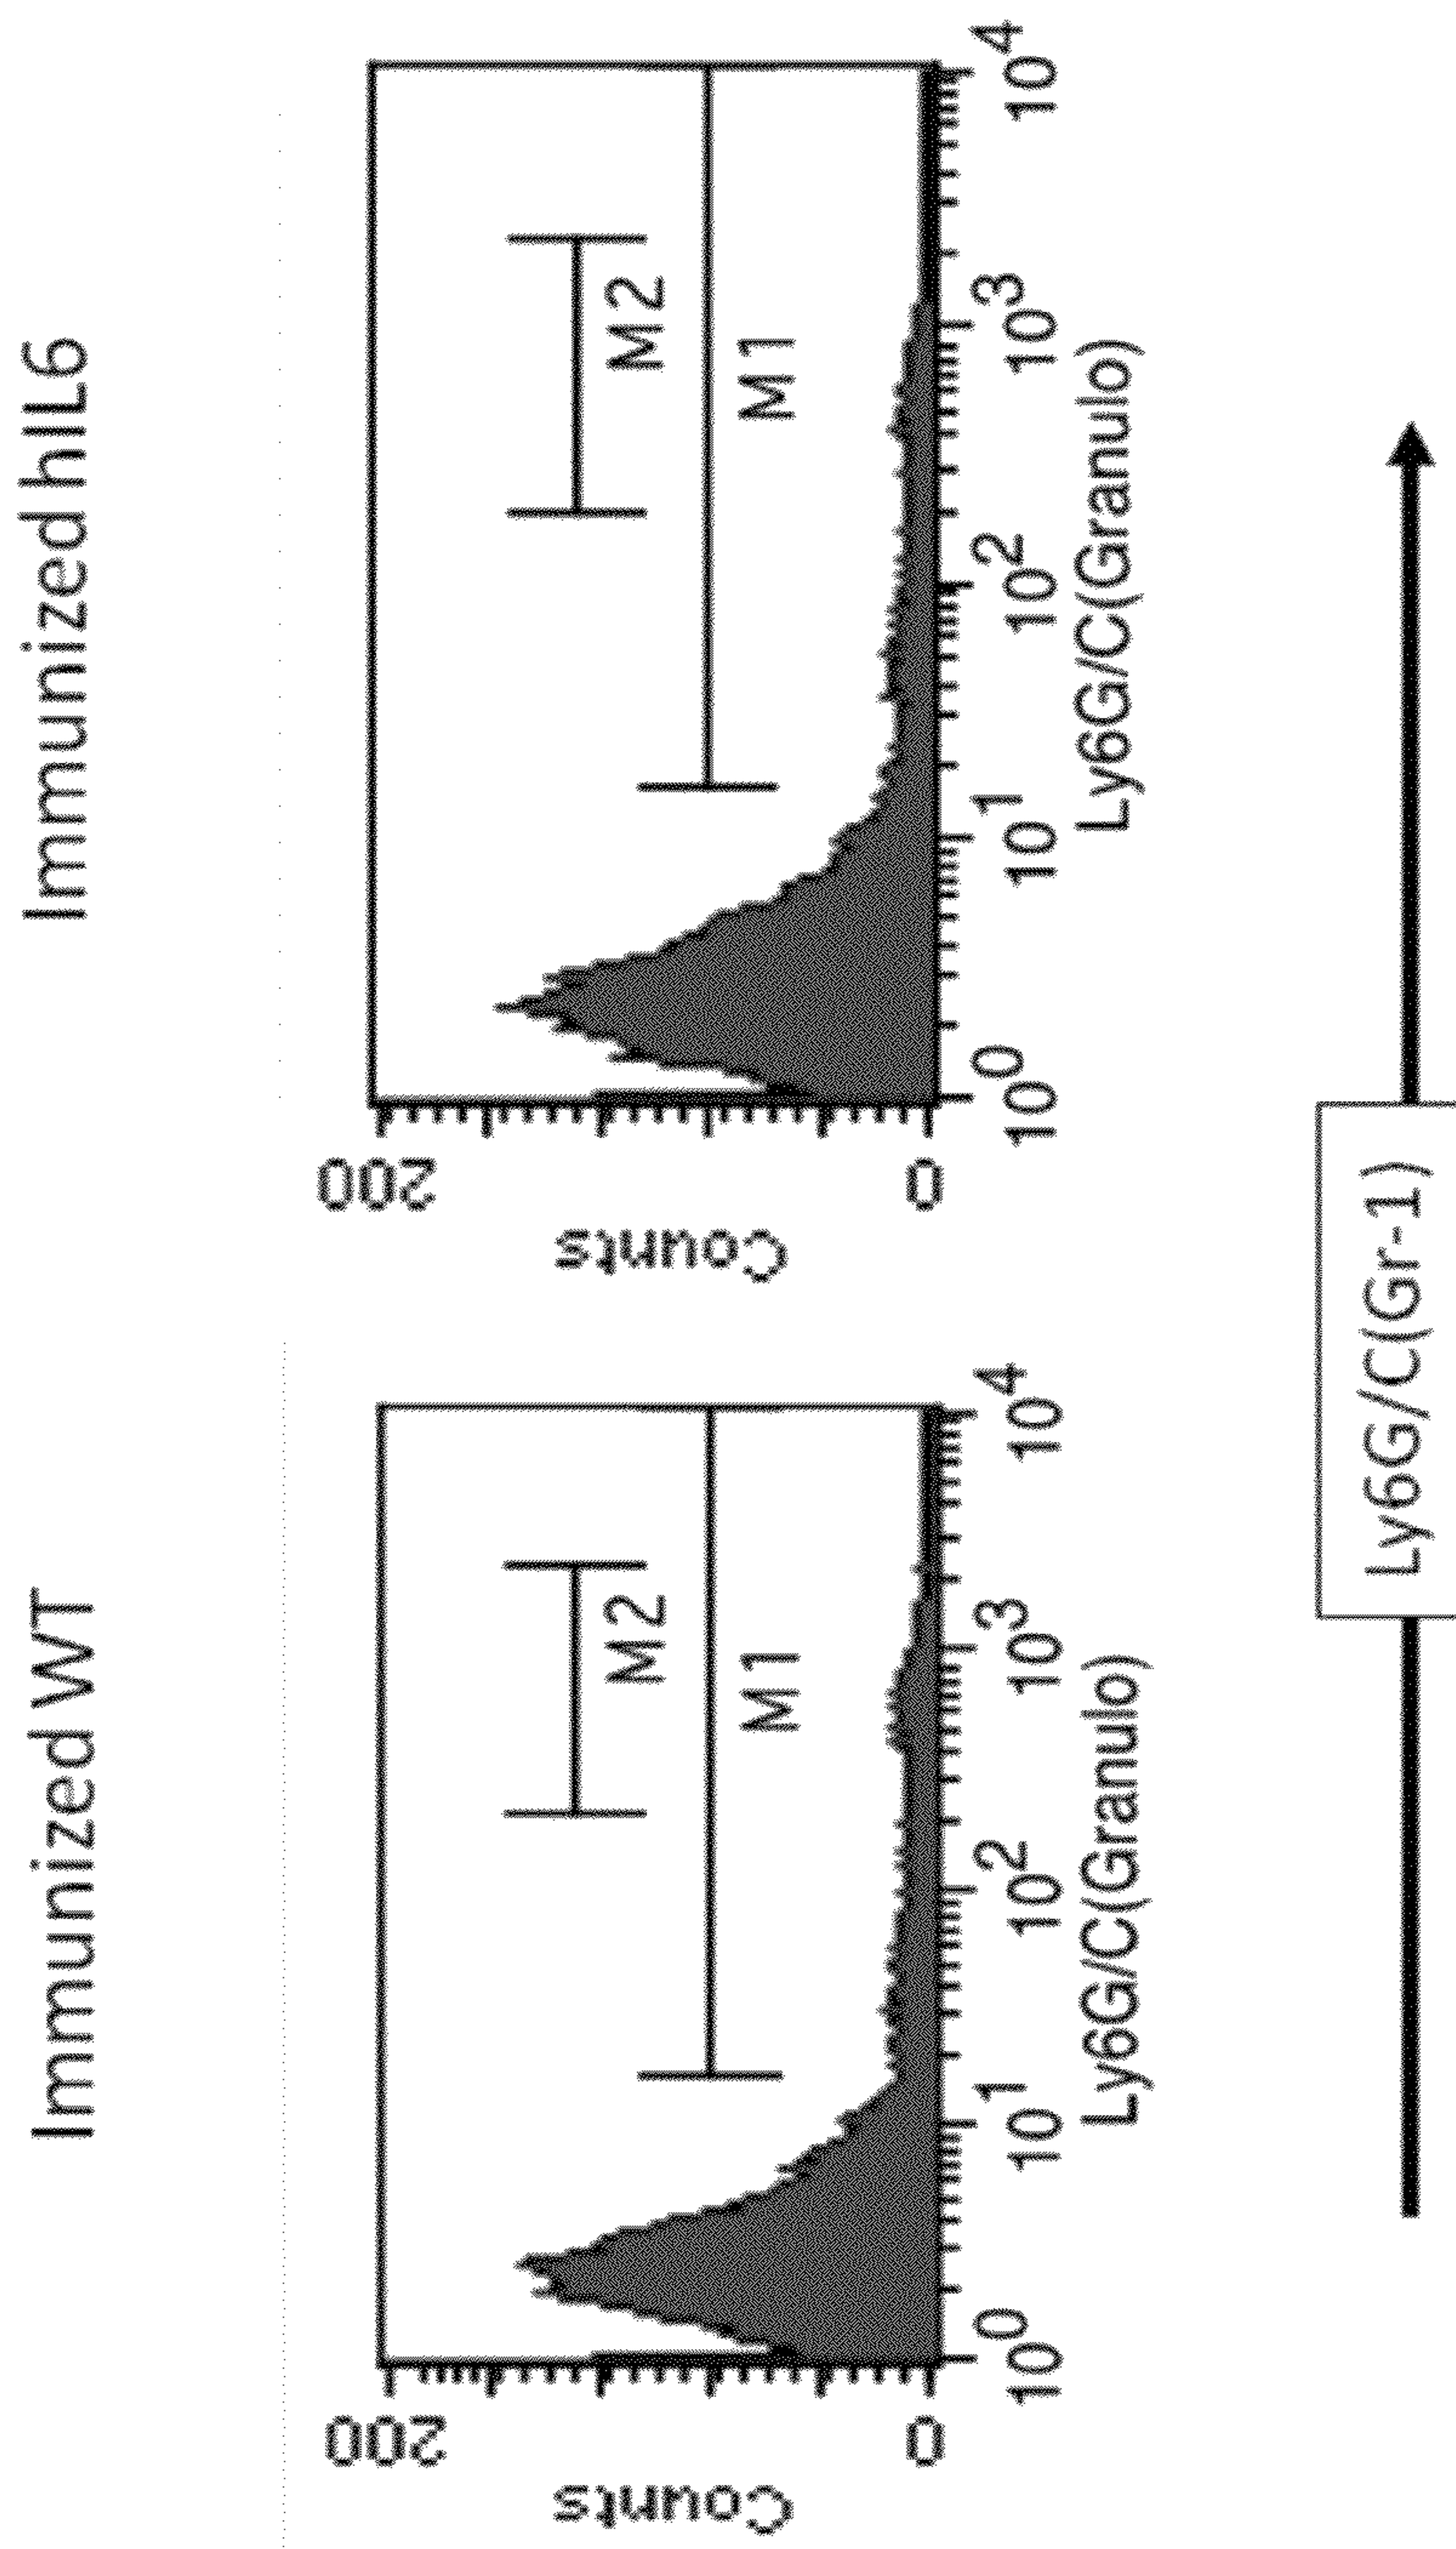 Immunized WT
Counts
200
0
M2
M1
10^0 10^1 10^2 10^3 10^4
Ly6G/C(Granulo)
Immunized hIL6
Counts
200
0
M2
M1
10^0 10^1 10^2 10^3 10^4
Ly6G/C(Granulo)
Ly6G/C(Gr-1)